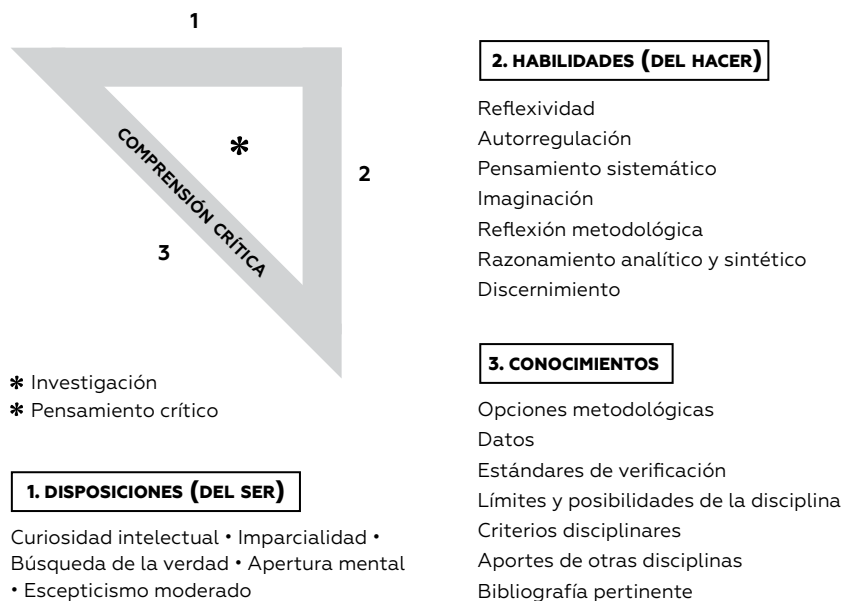 1
COMPRENSIÓN CRÍTICA
*
2
3
* Investigación
* Pensamiento crítico
1. DISPOSICIONES (DEL SER)
Curiosidad intelectual • Imparcialidad •
Búsqueda de la verdad • Apertura mental
• Escepticismo moderado
2. HABILIDADES (DEL HACER)
Reflexividad
Autorregulación
Pensamiento sistemático
Imaginación
Reflexión metodológica
Razonamiento analítico y sintético
Discernimiento
3. CONOCIMIENTOS
Opciones metodológicas
Datos
Estándares de verificación
Límites y posibilidades de la disciplina
Criterios disciplinares
Aportes de otras disciplinas
Bibliografía pertinente